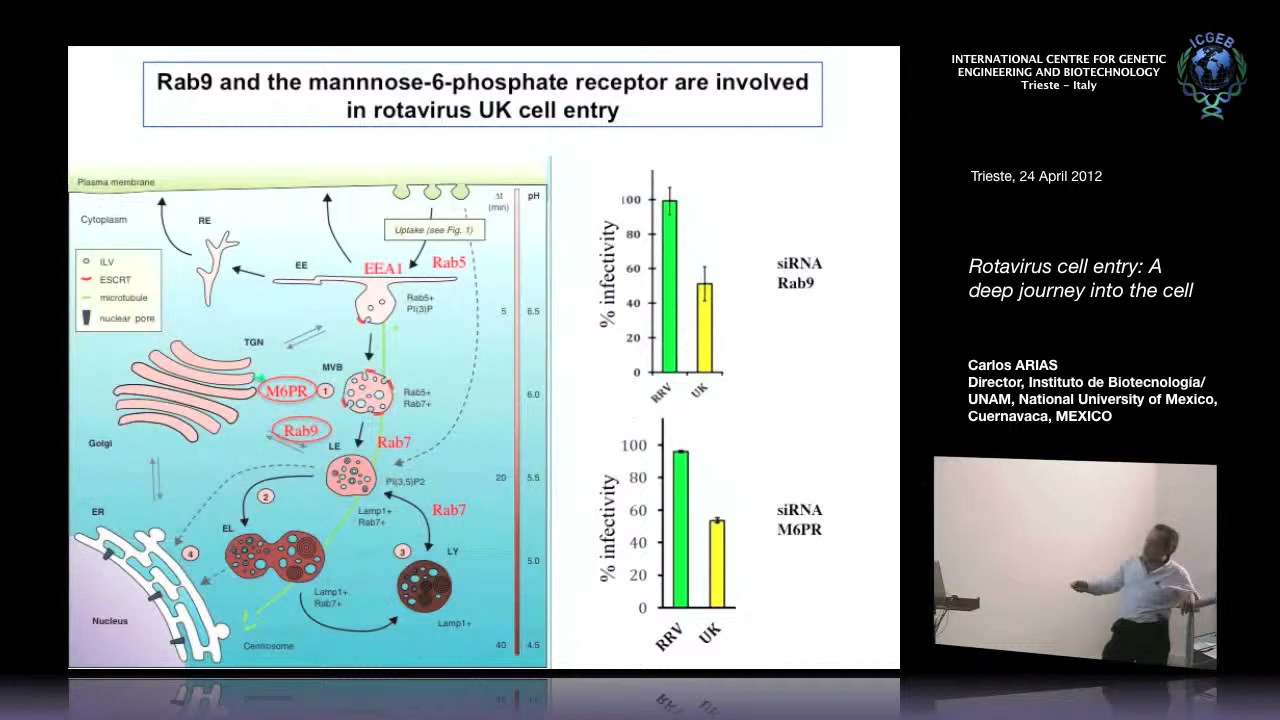 Rab9 and the mannnose-6-phosphate receptor are involved
in rotavirus UK cell entry
Plasma membrane
Cytoplasm
RE
Δt
(min)
pH
Uptake (see Fig. 1)
ILV
ESCRT
microtubule
nuclear pore
EE
EEA1
Rab5
Rab5+
PI(3)P
5
6.5
TGN
MVB
M6PR
1
Rab5+
Rab7+
6.0
Rab9
Golgi
LE
Rab7
PI(3,5)P2
20
5.5
2
Lamp1+
Rab7+
Rab7
ER
EL
4
3
LY
5.0
Lamp1+
Rab7+
Lamp1+
Nucleus
Centrosome
40
4.5
% infectivity
100
80
60
40
20
0
RRV
UK
siRNA
Rab9
% infectivity
100
80
60
40
20
0
RRV
UK
siRNA
M6PR
ICGEB
INTERNATIONAL CENTRE FOR GENETIC
ENGINEERING AND BIOTECHNOLOGY
Trieste - Italy
Trieste, 24 April 2012
Rotavirus cell entry: A
deep journey into the cell
Carlos ARIAS
Director, Instituto de Biotecnología/
UNAM, National University of Mexico,
Cuernavaca, MEXICO